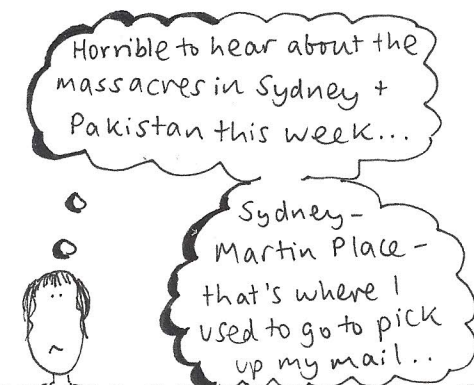 Horrible to hear about the
massacres in Sydney +
Pakistan this week...
Sydney-
Martin Place-
that's where I
used to go to pick
up my mail..